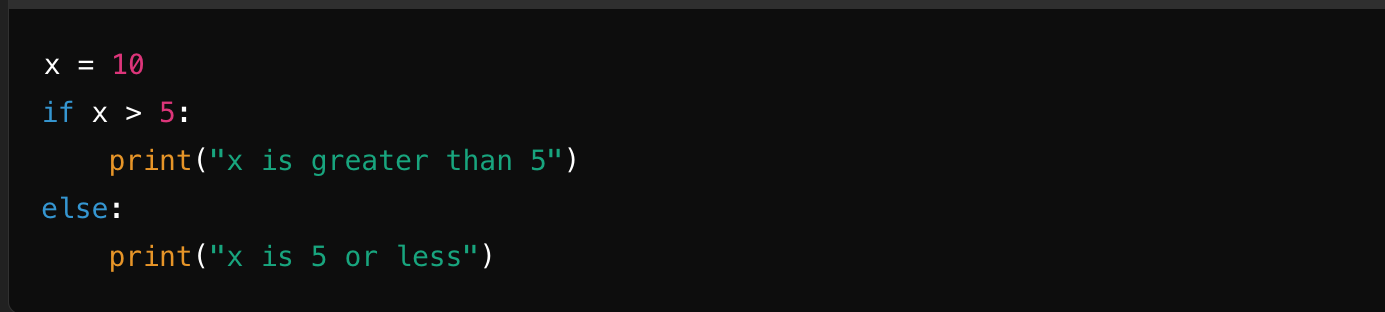 x = 10
if x > 5:
    print("x is greater than 5")
else:
    print("x is 5 or less")